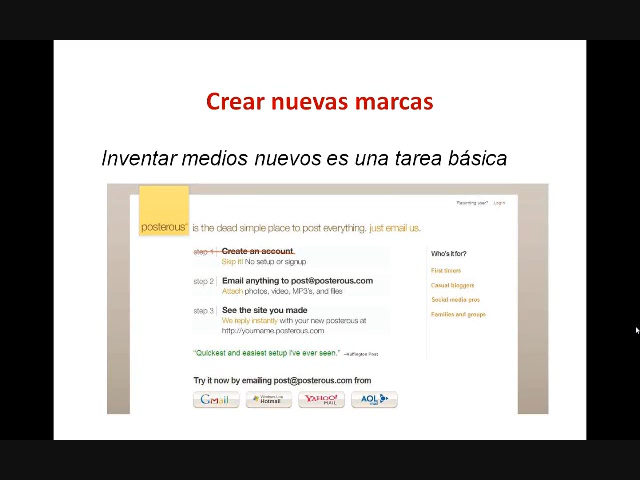 Crear nuevas marcas
Inventar medios nuevos es una tarea básica
Returning user? Login
posterous is the dead simple place to post everything. just email us.
step 1 Create an account.
Skip it! No setup or signup
step 2 Email anything to post@posterous.com
Attach photos, video, MP3's, and files
step 3 See the site you made
We reply instantly with your new posterous at
http://yourname.posterous.com
"Quickest and easiest setup I've ever seen." –Huffington Post
Try it now by emailing post@posterous.com from
Gmail
Windows Live Hotmail
YAHOO! MAIL
AOL
Who's it for?
First timers
Casual bloggers
Social media pros
Families and groups